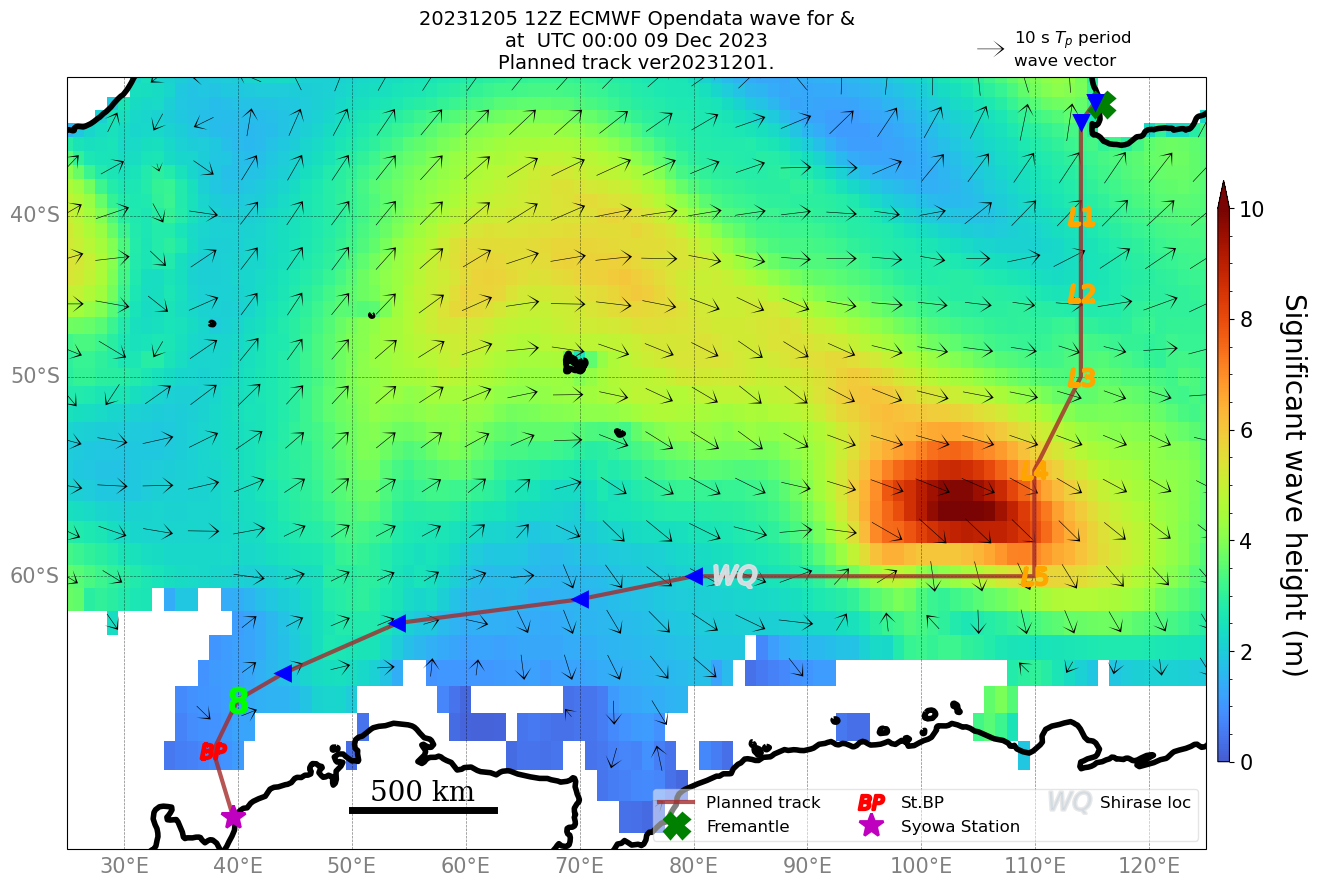 20231205 12Z ECMWF Opendata wave for &
at  UTC 00:00 09 Dec 2023
Planned track ver20231201.
10 s Tp period
wave vector
40°S
50°S
60°S
L1
L2
L3
L4
L5
WQ
8
BP
500 km
Planned track
Fremantle
BP St.BP
Syowa Station
WQ Shirase loc
30°E 40°E 50°E 60°E 70°E 80°E 90°E 100°E 110°E 120°E
10
8
6
4
2
0
Significant wave height (m)